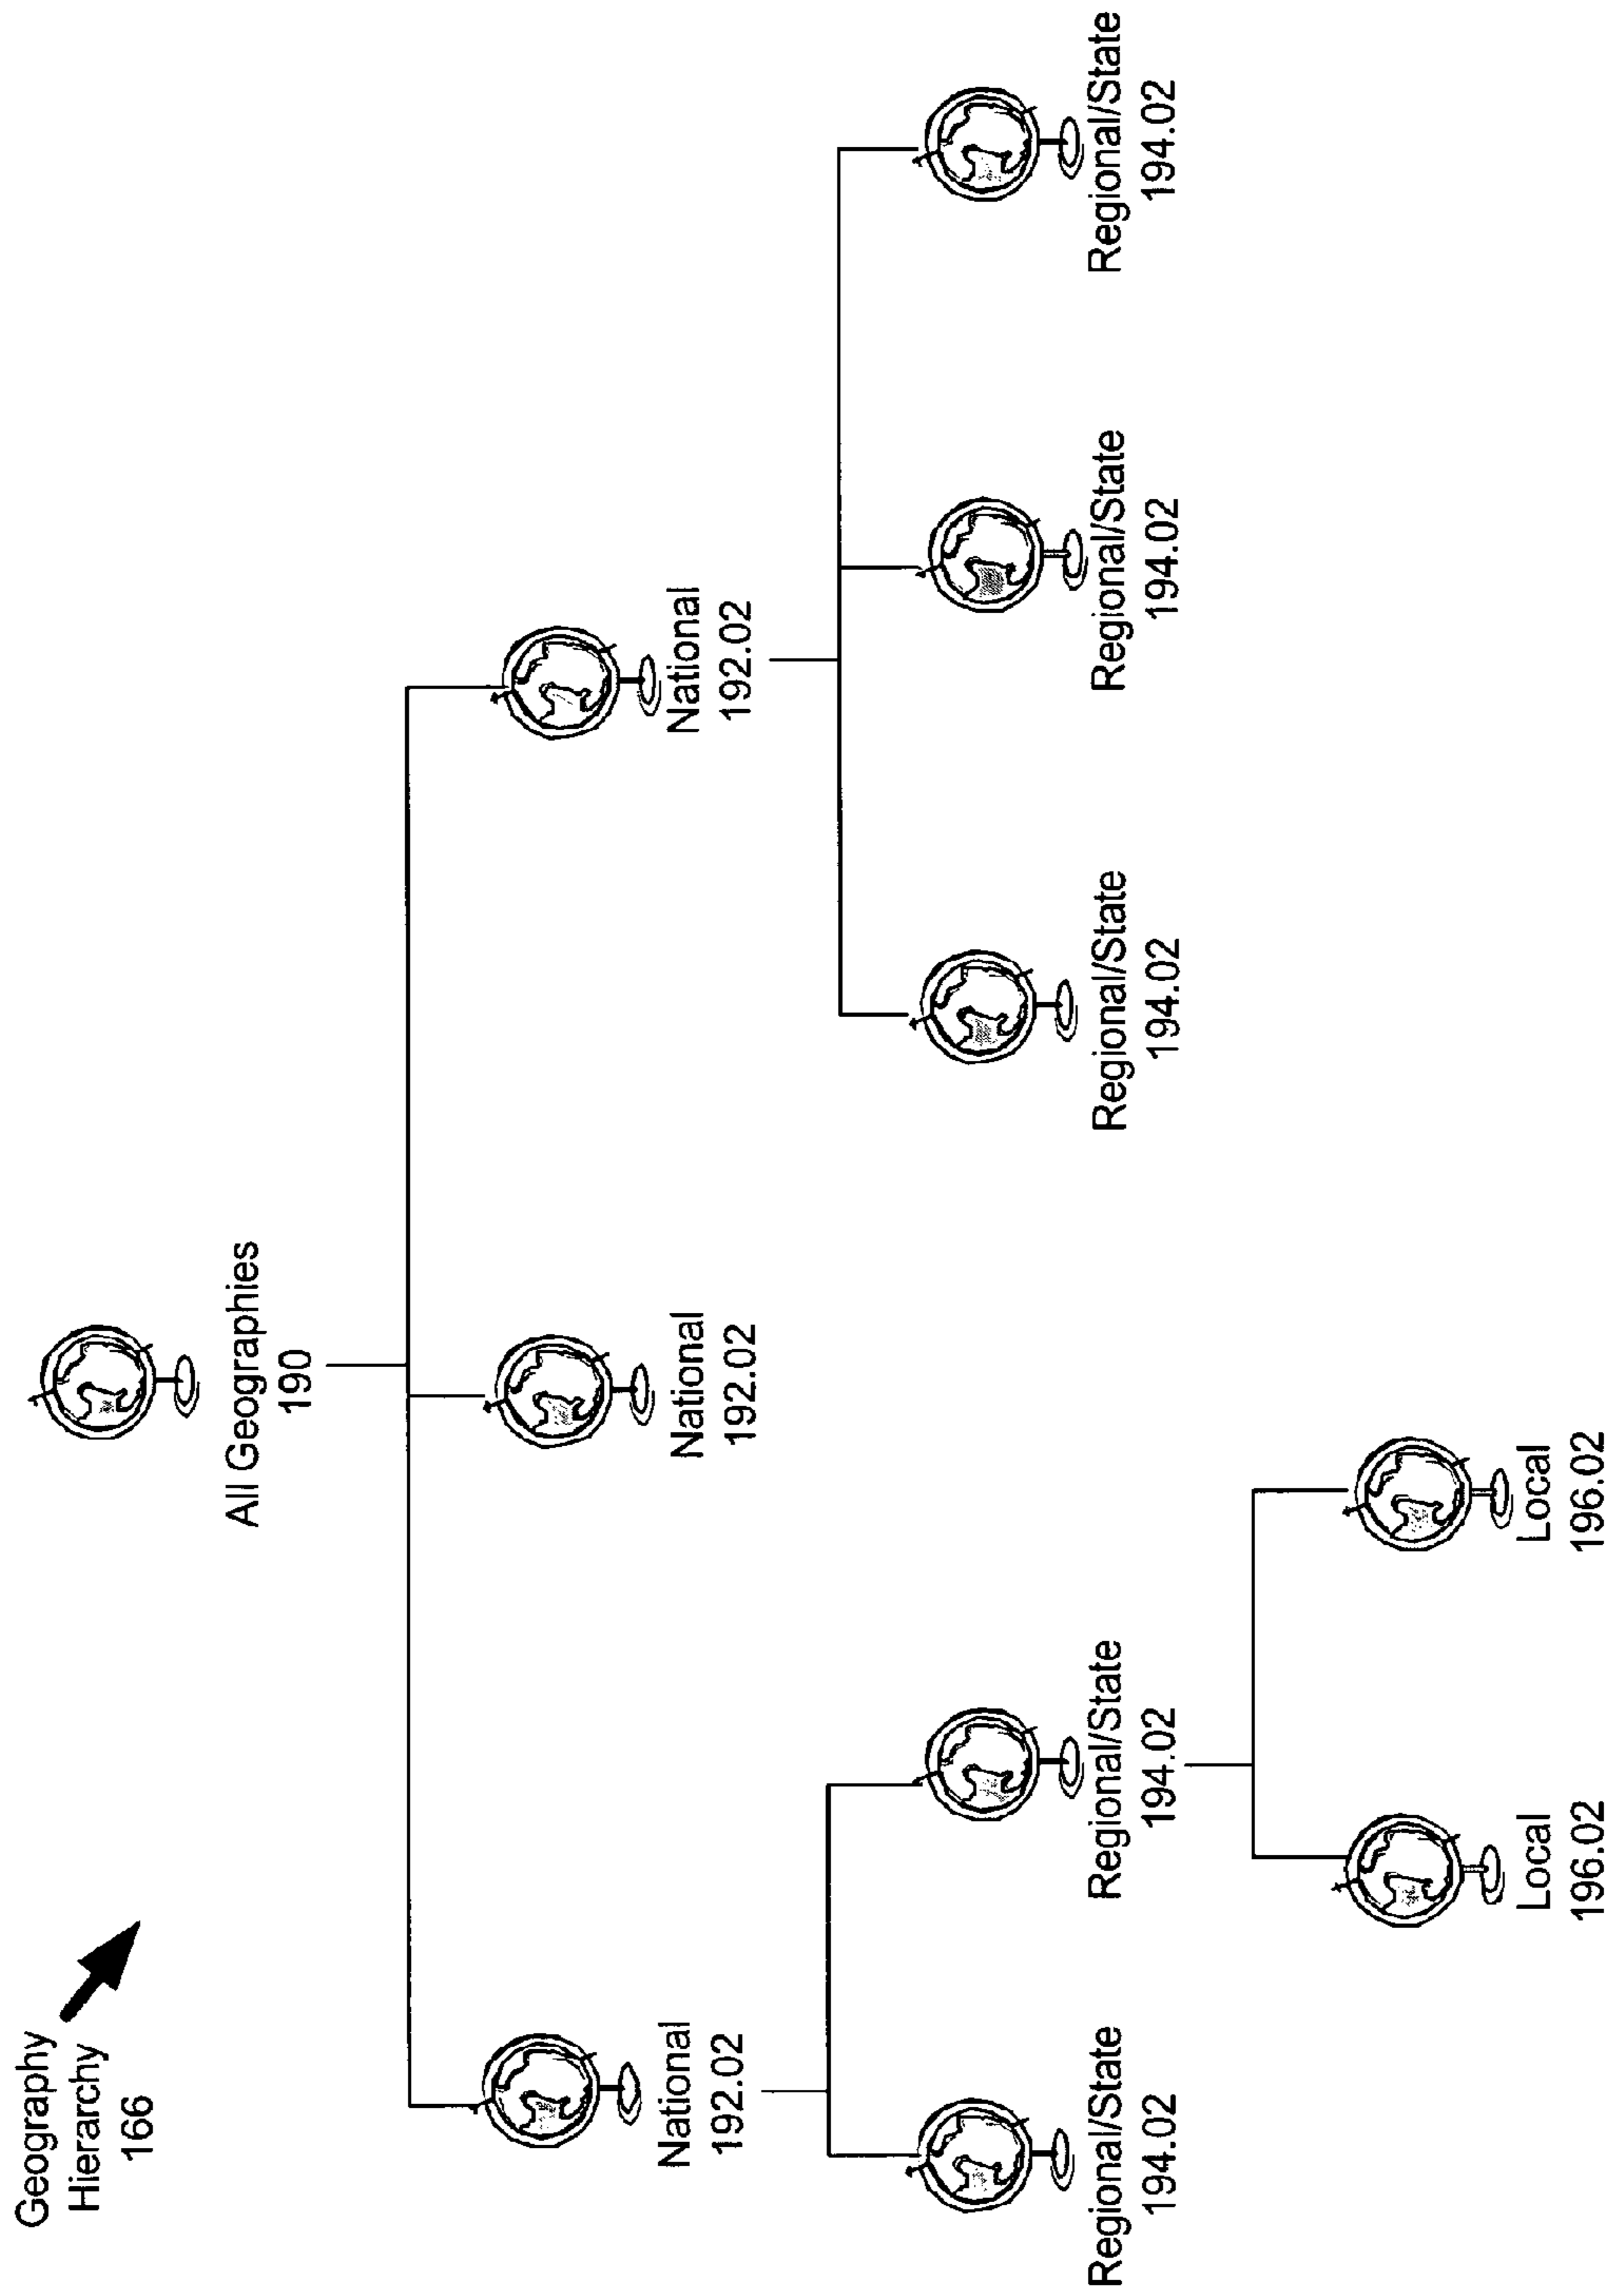 Geography
Hierarchy
166
All Geographies
190
National
192.02
National
192.02
National
192.02
Regional/State
194.02
Regional/State
194.02
Regional/State
194.02
Regional/State
194.02
Regional/State
194.02
Local
196.02
Local
196.02